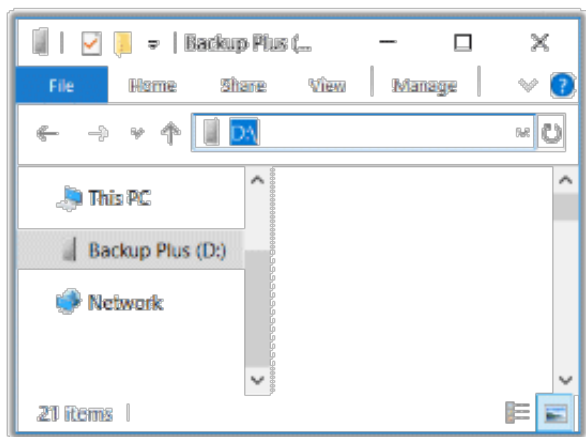 Backup Plus (...
File Home Share View Manage ?
D:\
This PC
Backup Plus (D:)
Network
21 items